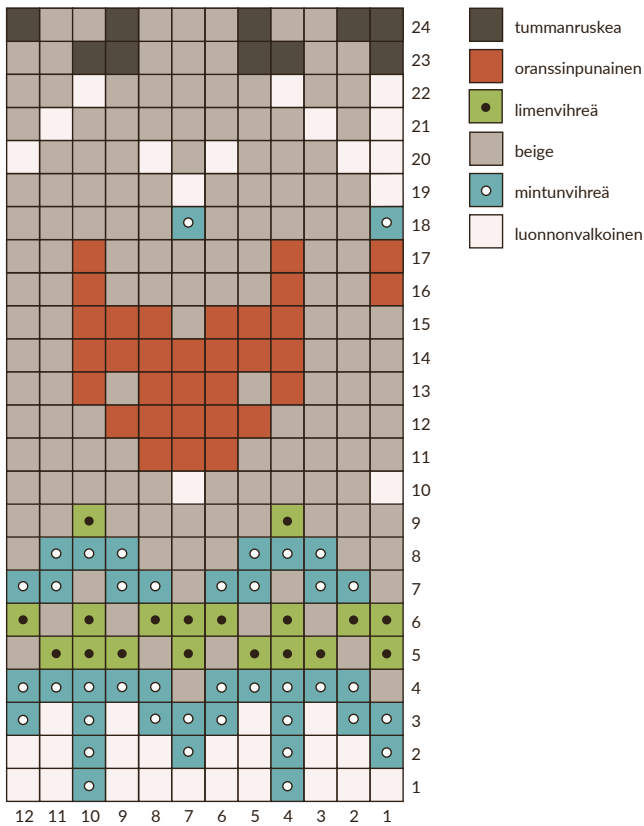 24 tummanruskea
23 oranssinpunainen
22 limenvihreä
21 beige
20 mintunvihreä
19 luonnonvalkoinen
18
17
16
15
14
13
12
11
10
9
8
7
6
5
4
3
2
1
12 11 10 9 8 7 6 5 4 3 2 1